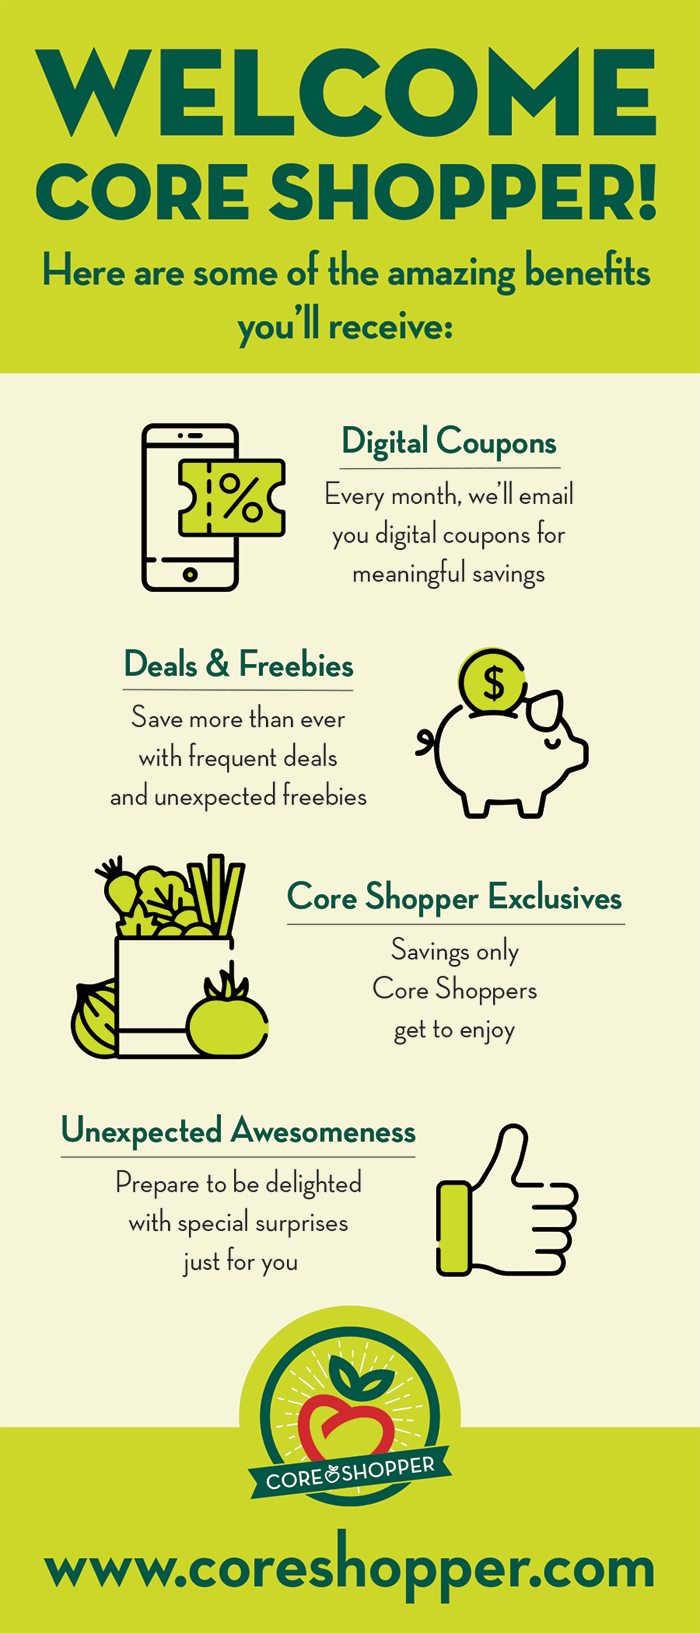 WELCOME
CORE SHOPPER!
Here are some of the amazing benefits
you'll receive:
Digital Coupons
Every month, we'll email
you digital coupons for
meaningful savings
%
Deals & Freebies
Save more than ever
with frequent deals
and unexpected freebies
$
Core Shopper Exclusives
Savings only
Core Shoppers
get to enjoy
Unexpected Awesomeness
Prepare to be delighted
with special surprises
just for you
CORE SHOPPER
www.coreshopper.com